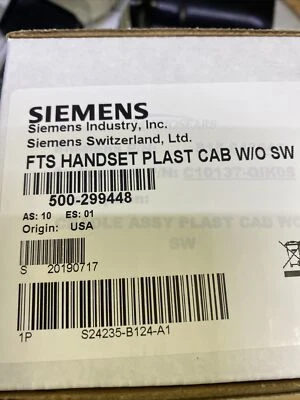 SIEMENS
Siemens Industry, Inc.
Siemens Switzerland, Ltd.
FTS HANDSET PLAST CAB W/O SW
500-299448
AS: 10 ES: 01
Origin: USA
S 20190717
1P S24235-B124-A1